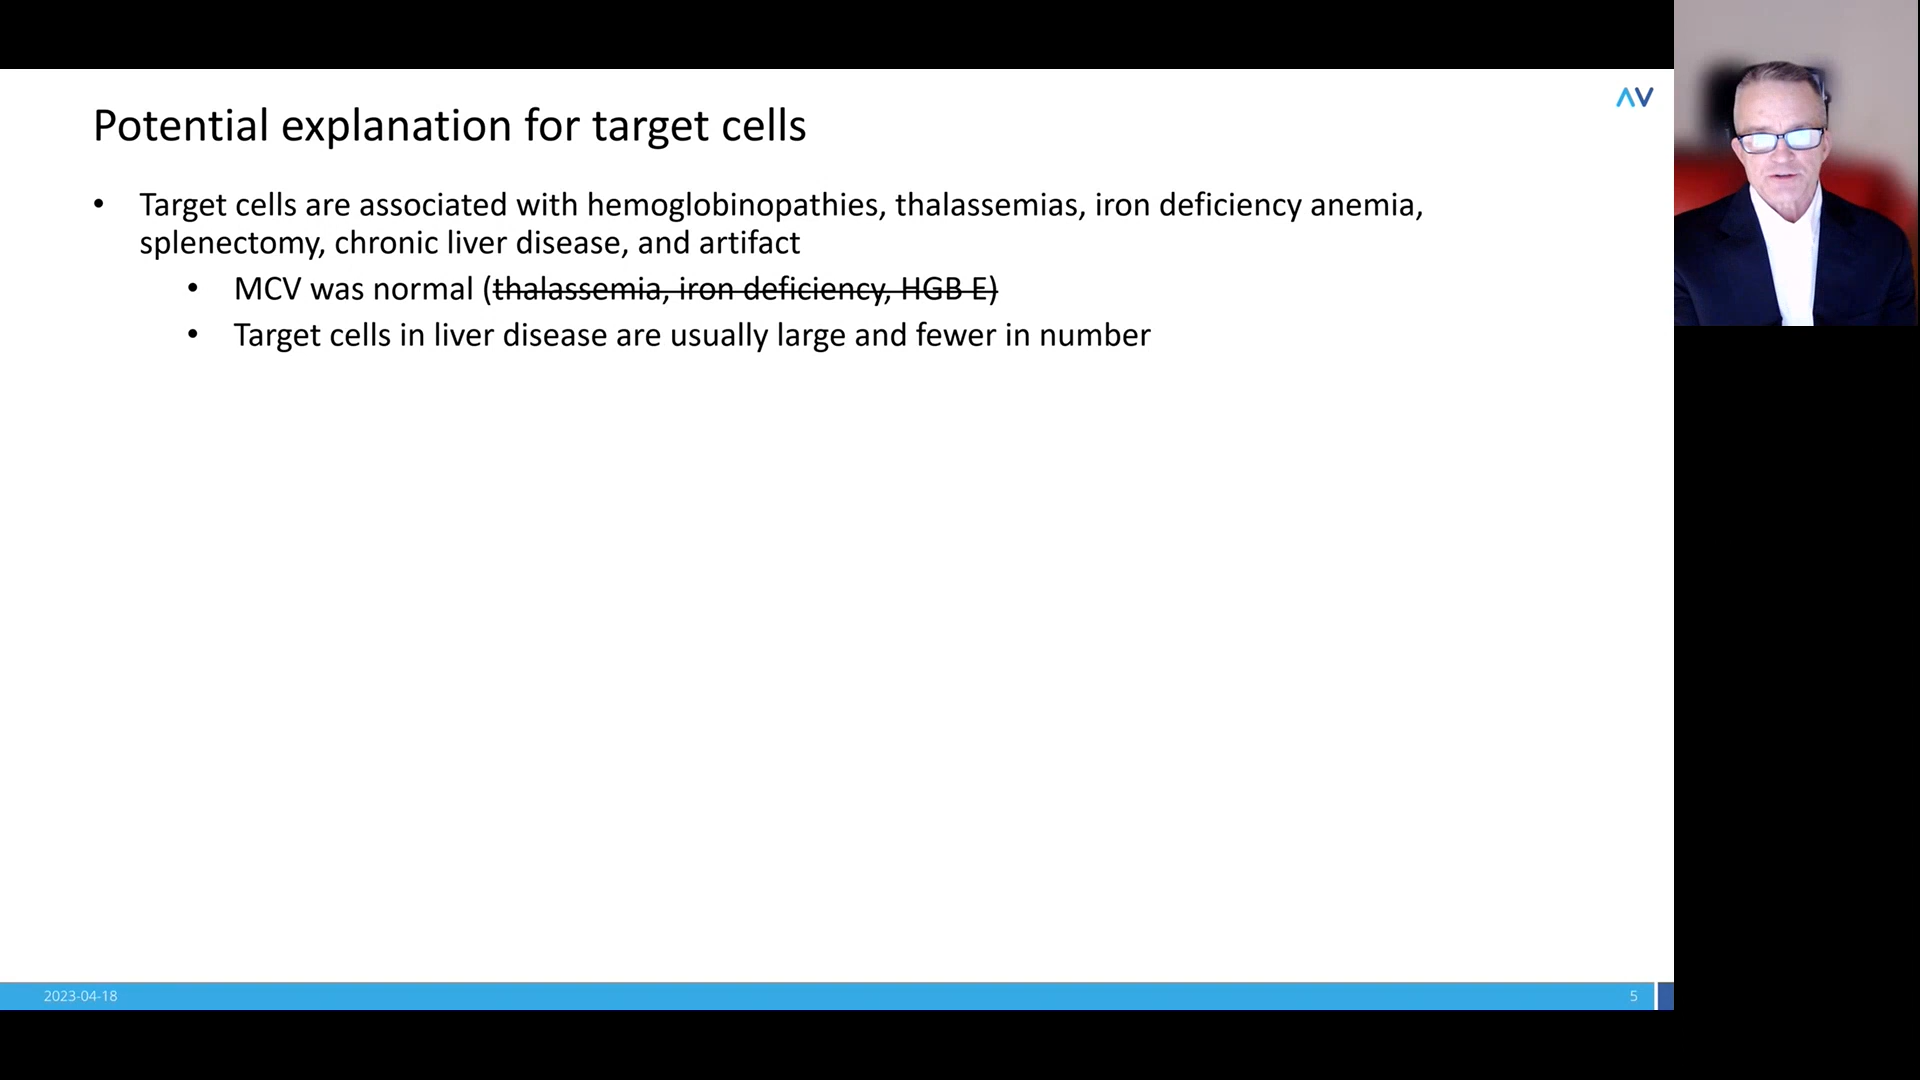 Potential explanation for target cells
AV
• Target cells are associated with hemoglobinopathies, thalassemias, iron deficiency anemia,
splenectomy, chronic liver disease, and artifact
• MCV was normal (thalassemia, iron deficiency, HGB E)
• Target cells in liver disease are usually large and fewer in number
2023-04-18
5